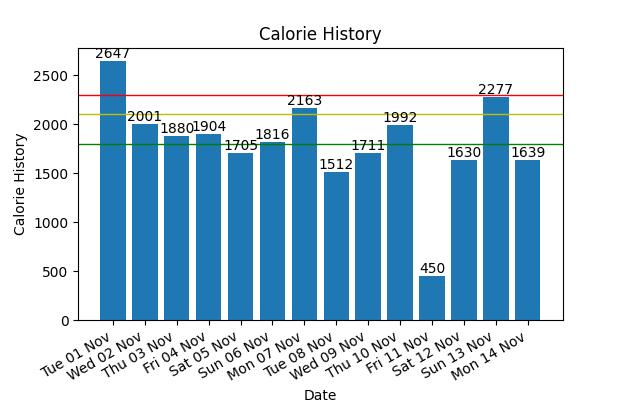 Calorie History
2647
2001
1880
1904
1705
1816
2163
1512
1711
1992
450
1630
2277
1639
2500
2000
1500
1000
500
0
Calorie History
Tue 01 Nov
Wed 02 Nov
Thu 03 Nov
Fri 04 Nov
Sat 05 Nov
Sun 06 Nov
Mon 07 Nov
Tue 08 Nov
Wed 09 Nov
Thu 10 Nov
Fri 11 Nov
Sat 12 Nov
Sun 13 Nov
Mon 14 Nov
Date